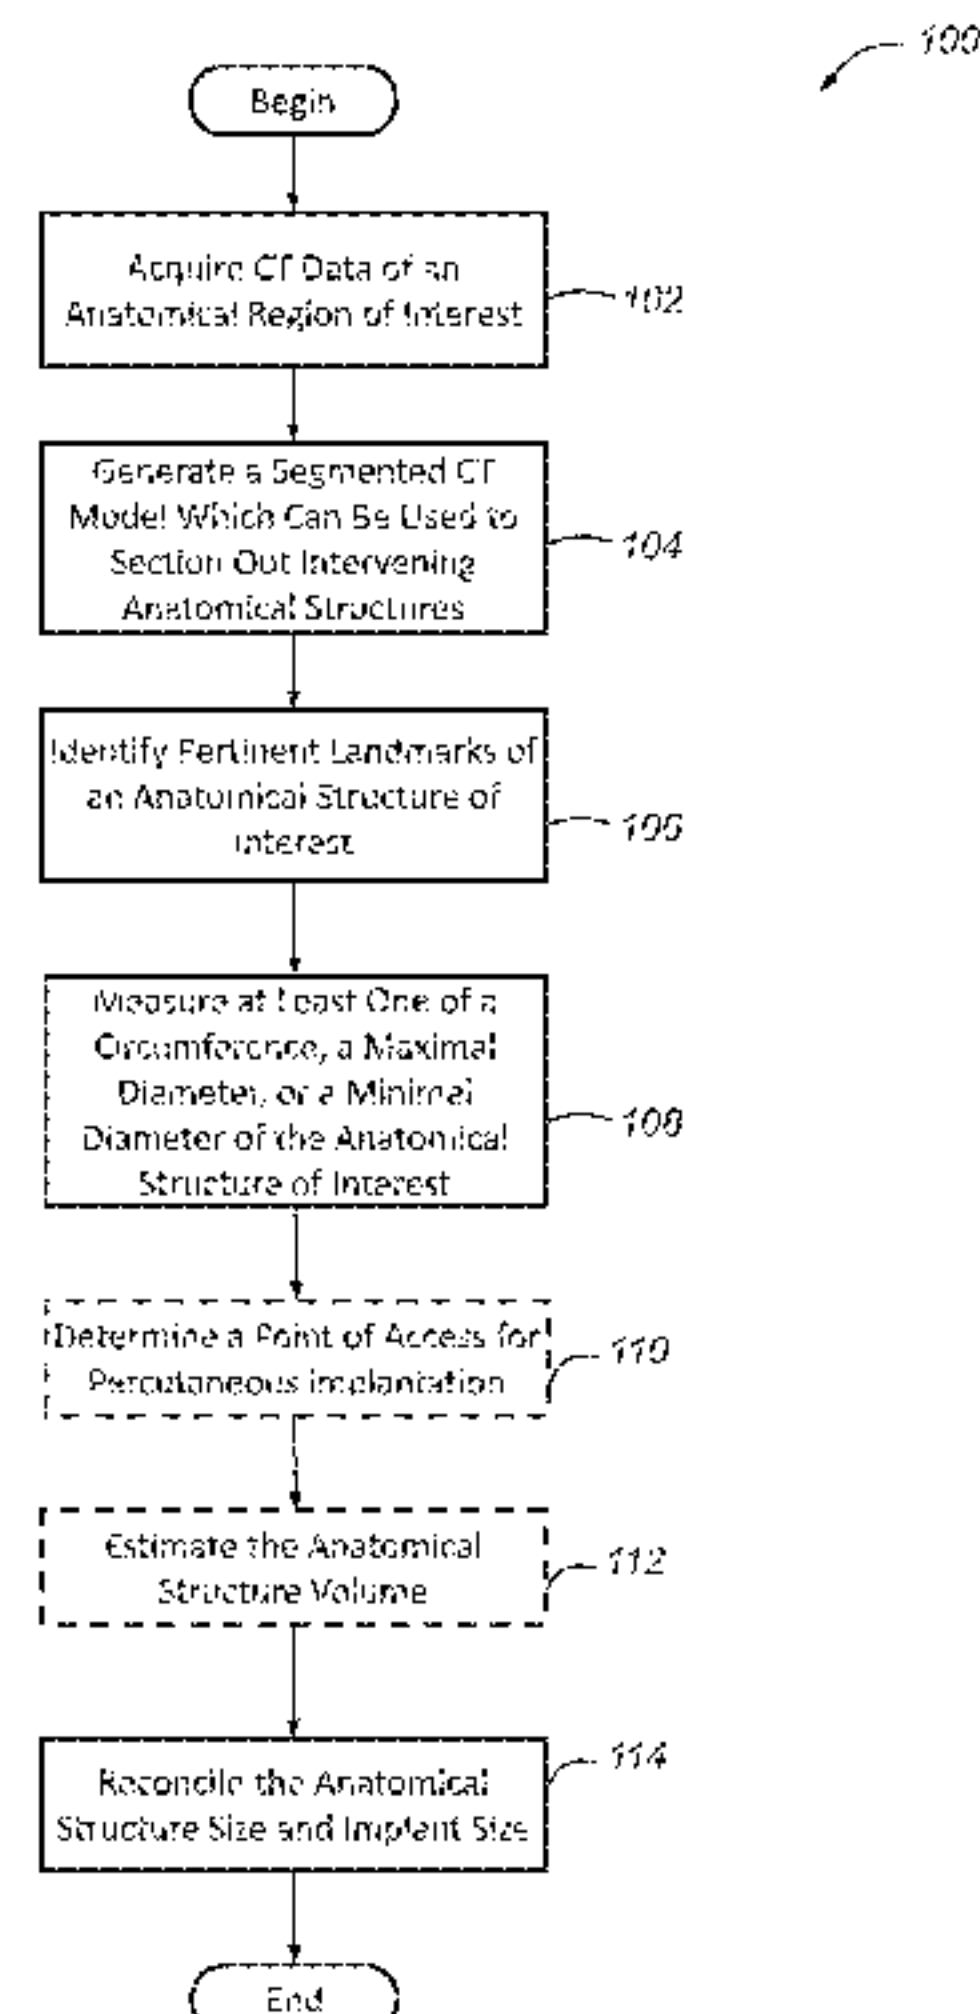 100
Begin
Acquire CT Data of an
Anatomical Region of Interest
102
Generate a Segmented CT
Model Which Can Be Used to
Section Out Intervening
Anatomical Structures
104
Identify Pertinent Landmarks of
an Anatomical Structure of
Interest
106
Measure at Least One of a
Circumference, a Maximal
Diameter, or a Minimal
Diameter of the Anatomical
Structure of Interest
108
Determine a Point of Access for
Percutaneous Implantation
110
Estimate the Anatomical
Structure Volume
112
Reconcile the Anatomical
Structure Size and Implant Size
114
End